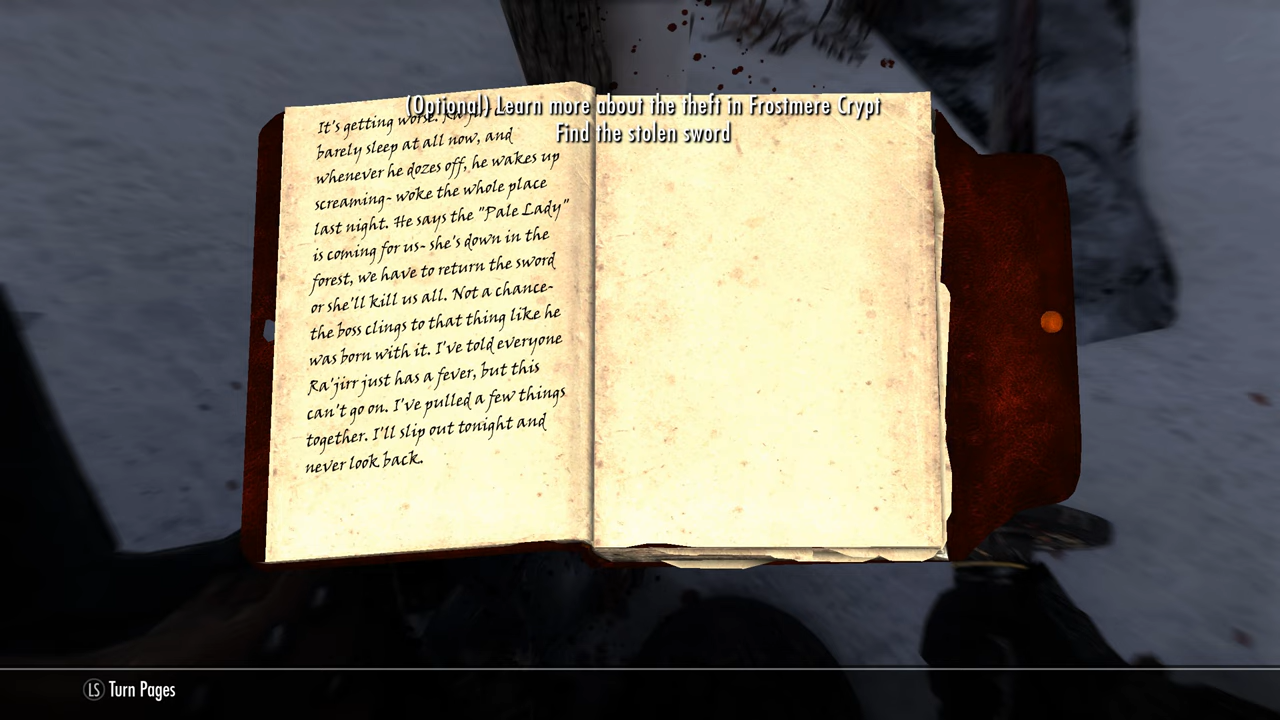 (Optional) Learn more about the theft in Frostmere Crypt
Find the stolen sword
It's getting worse.
barely sleep at all now, and
whenever he dozes off, he wakes up
screaming- woke the whole place
last night. He says the "Pale Lady"
is coming for us- she's down in the
forest, we have to return the sword
or she'll kill us all. Not a chance-
the boss clings to that thing like he
was born with it. I've told everyone
Ra'jirr just has a fever, but this
can't go on. I've pulled a few things
together. I'll slip out tonight and
never look back.
LS Turn Pages